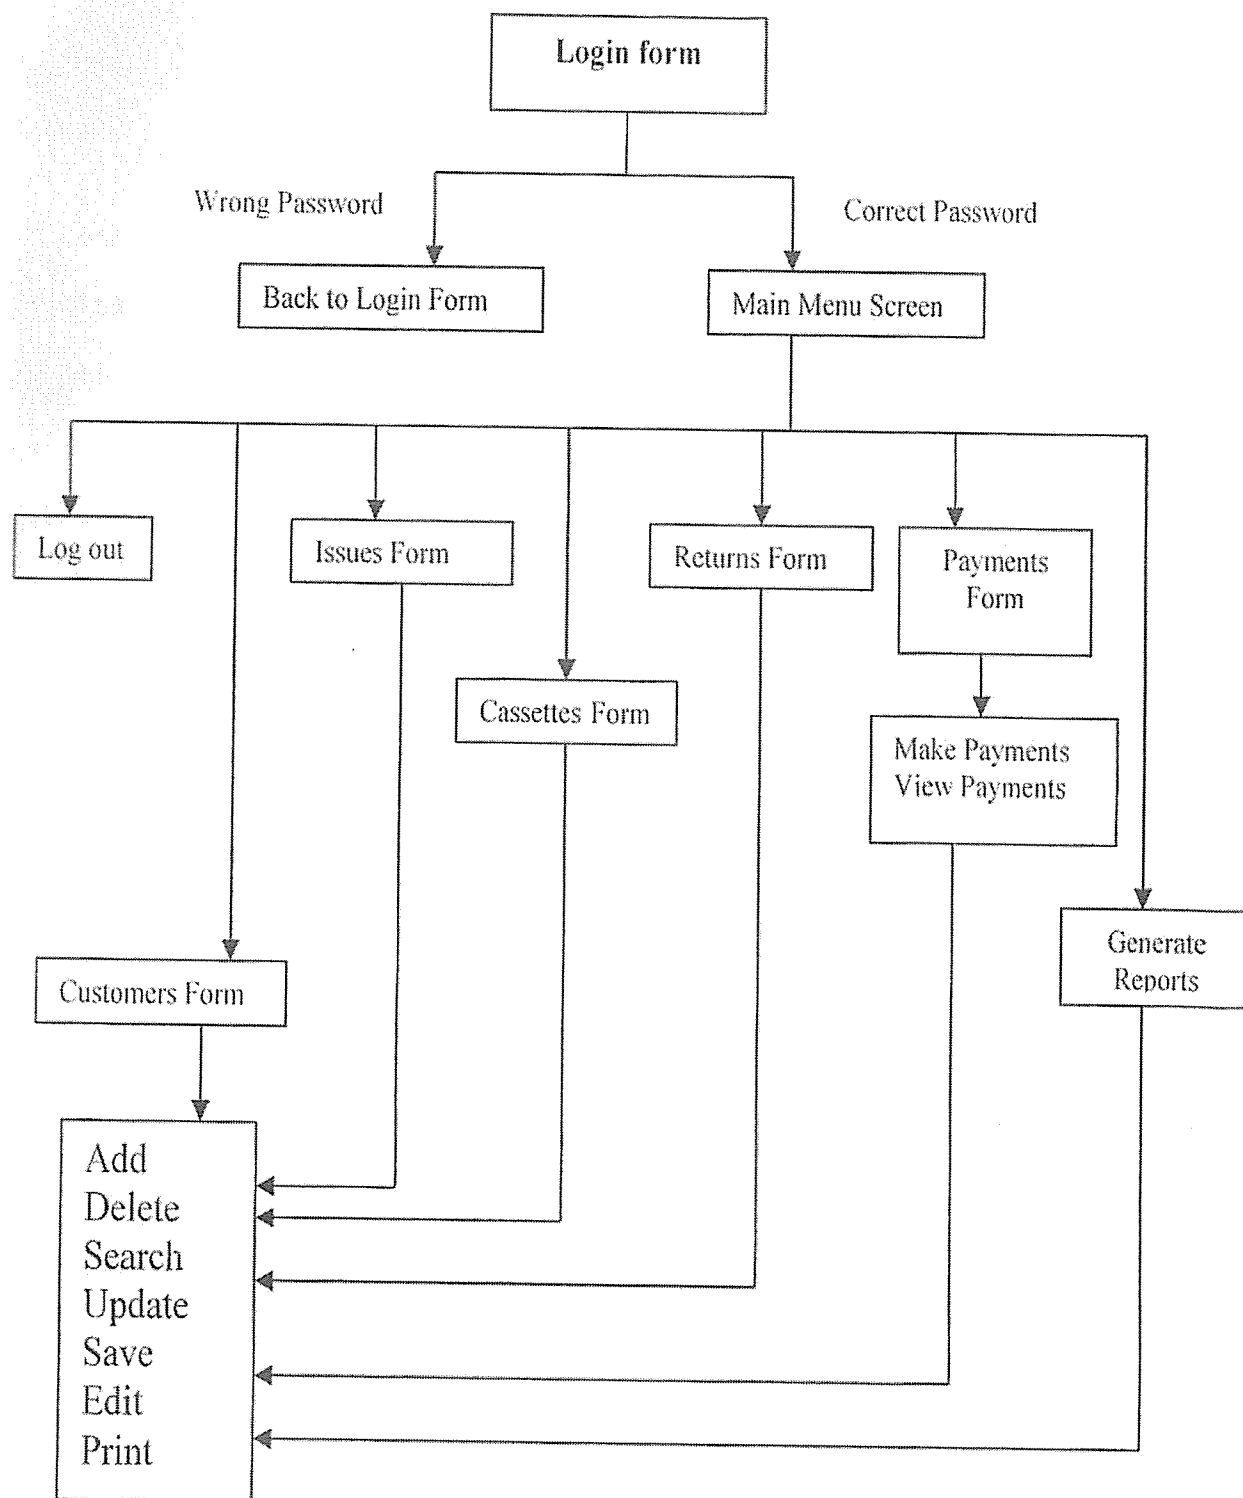 Login form
Wrong Password
Correct Password
Back to Login Form
Main Menu Screen
Log out
Issues Form
Returns Form
Payments
Form
Cassettes Form
Make Payments
View Payments
Generate
Reports
Customers Form
Add
Delete
Search
Update
Save
Edit
Print